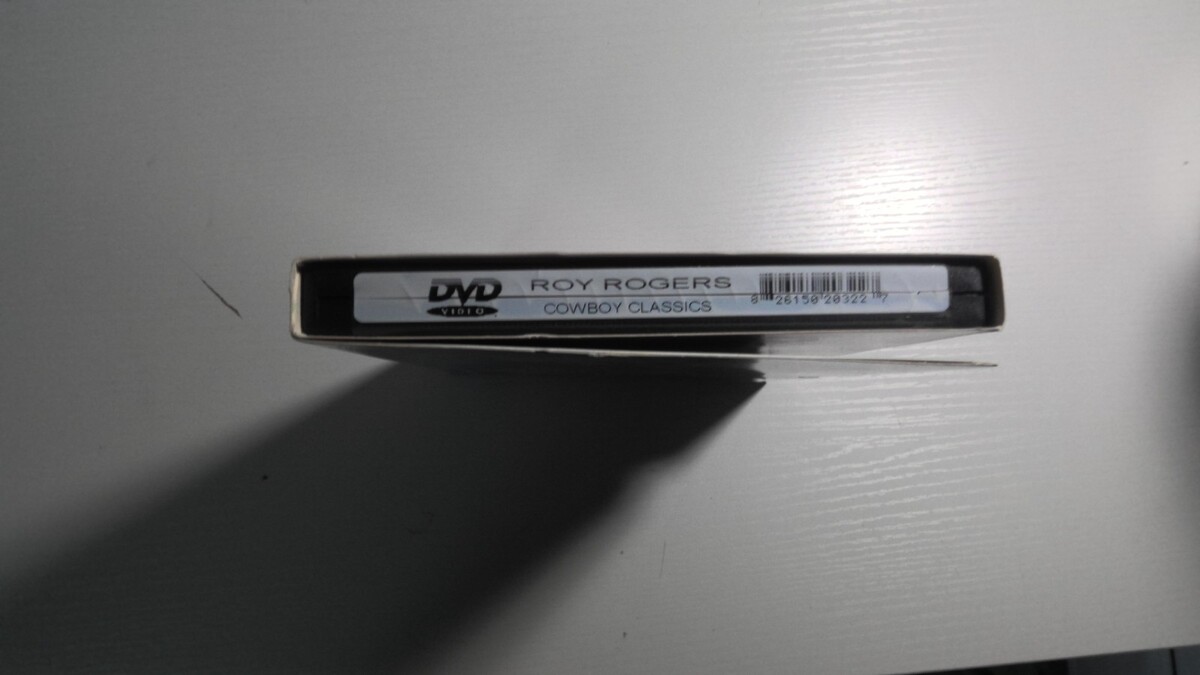 DVD
VIDEO
ROY ROGERS
COWBOY CLASSICS
8 26150 20322 7